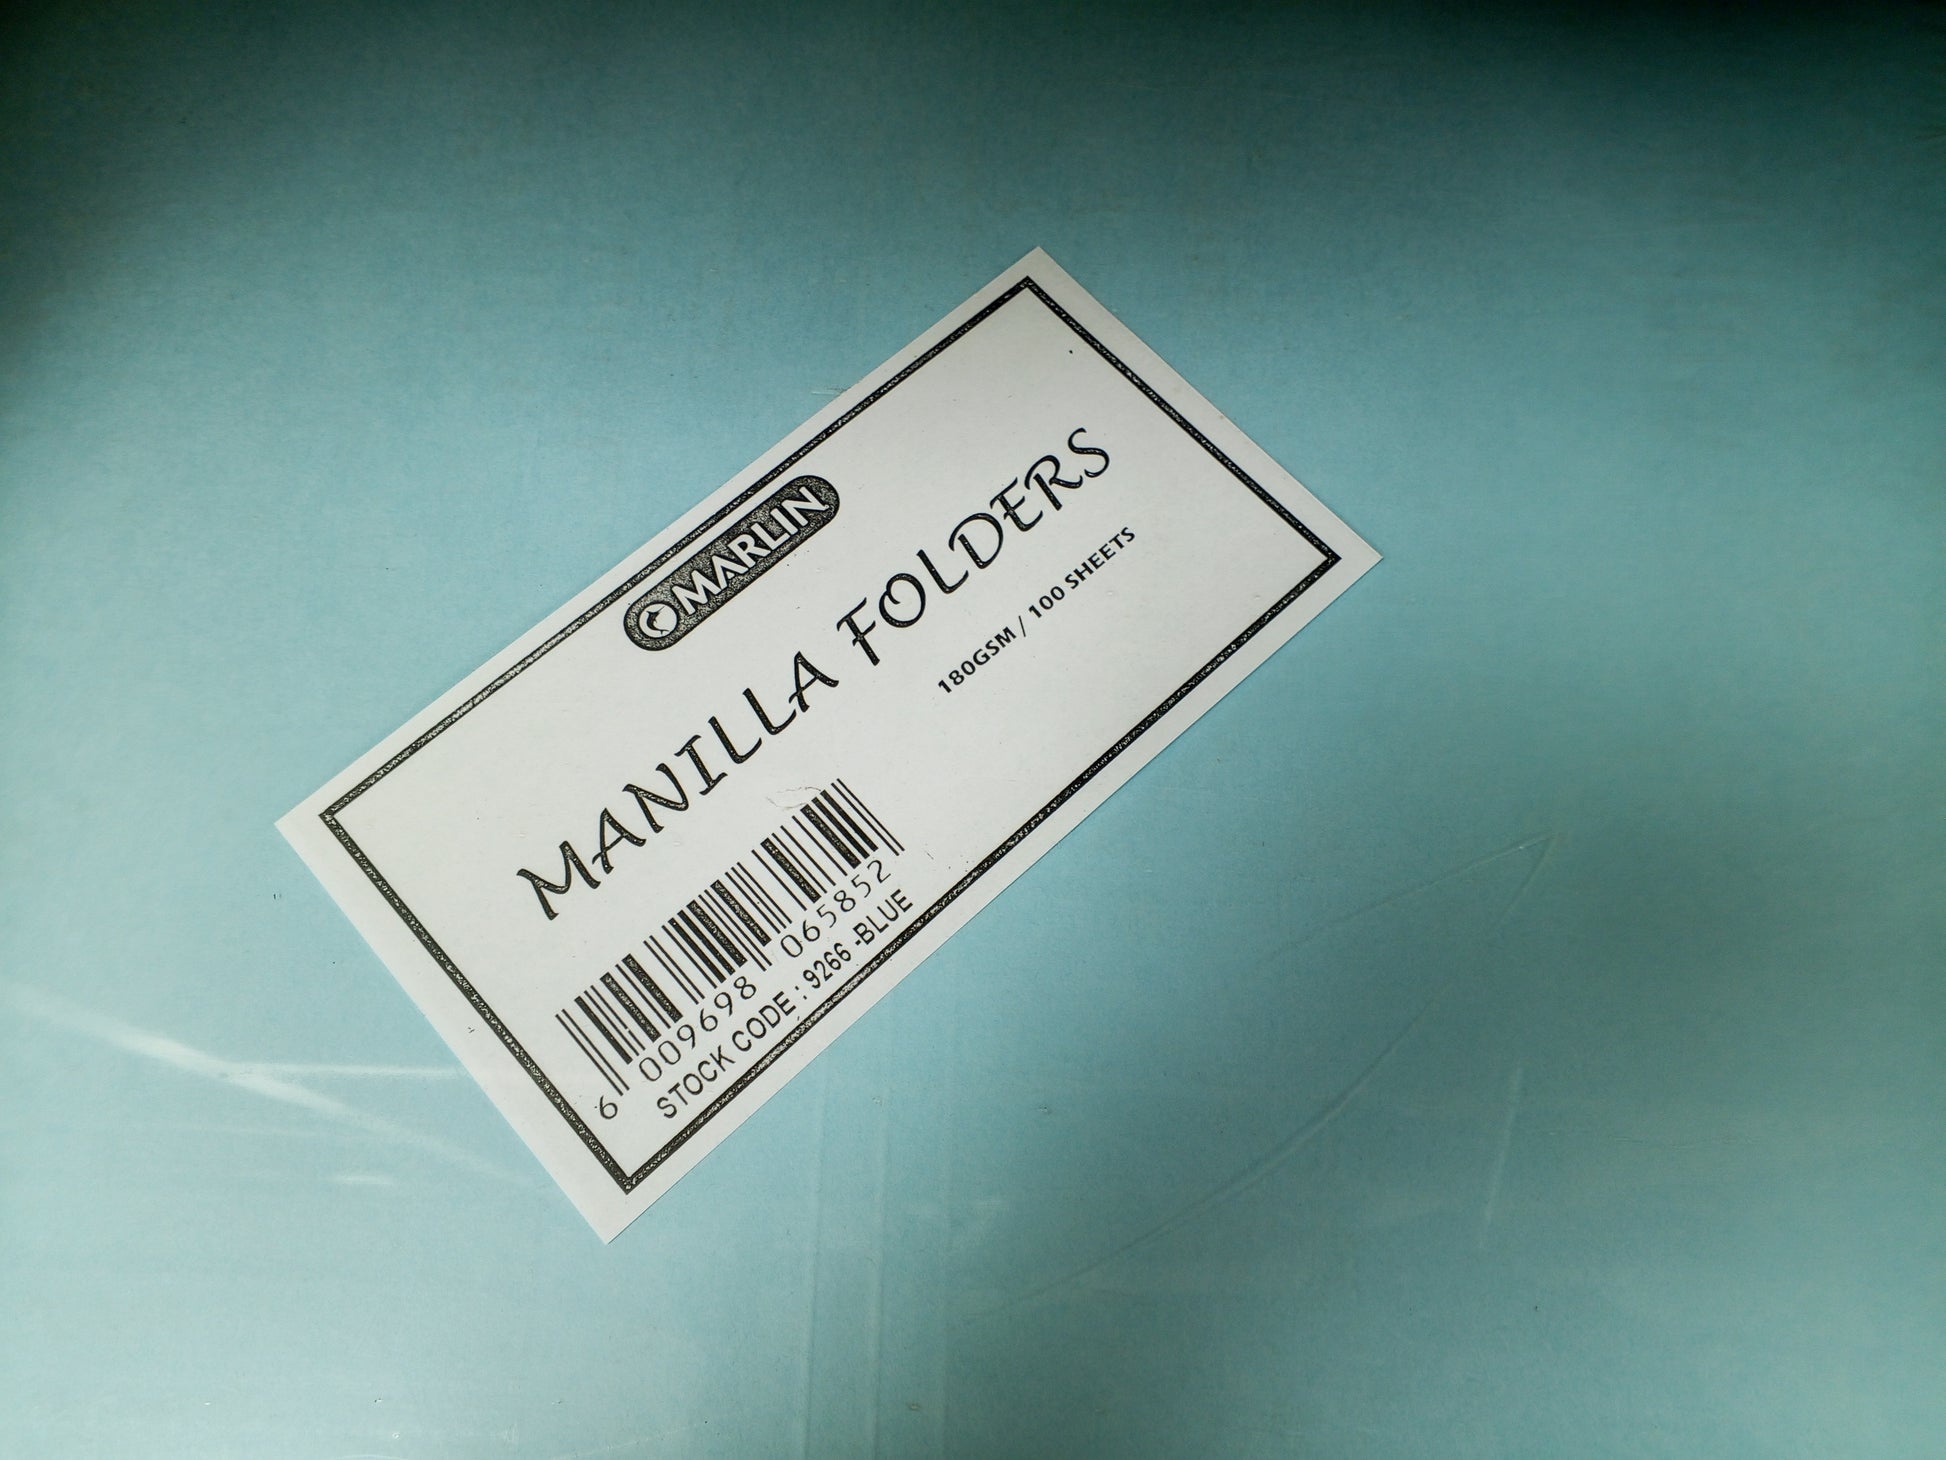 MARLIN
MANILLA FOLDERS
180GSM / 100 SHEETS
6 009698 065852
STOCK CODE : 9266 -BLUE